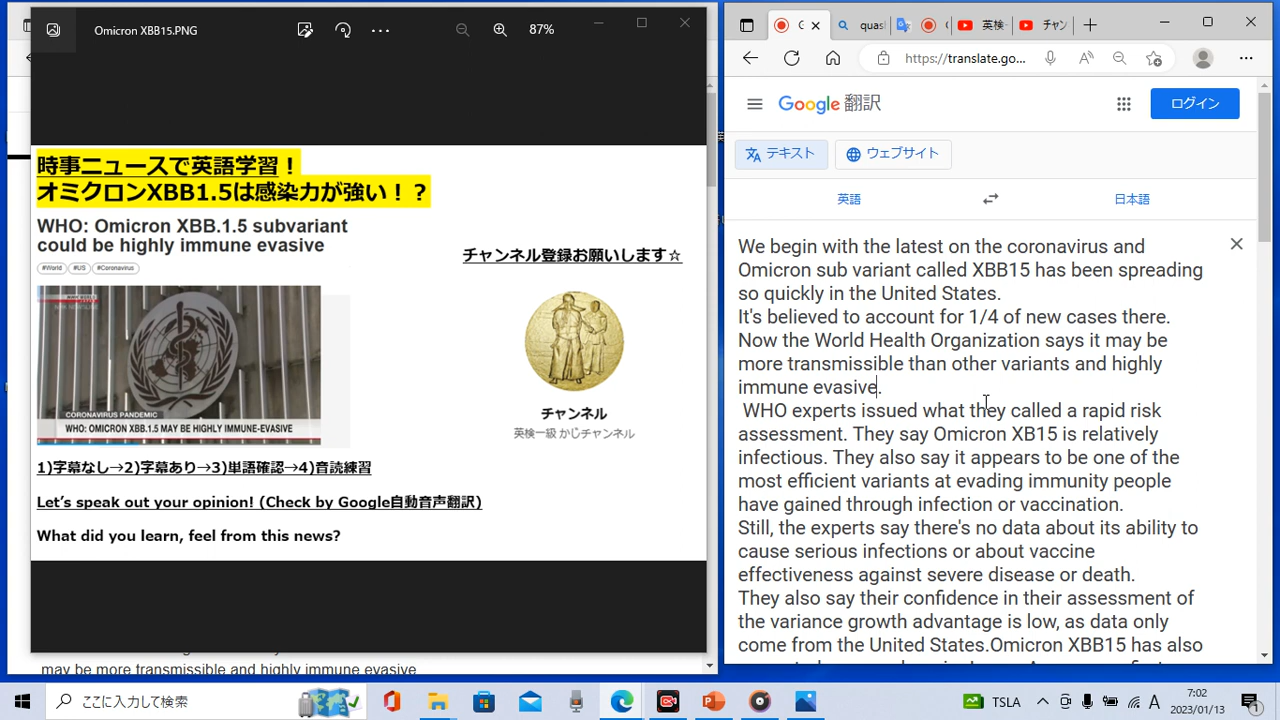 Omicron XBB15.PNG
87%
時事ニュースで英語学習！
オミクロンXBB1.5は感染力が強い！？
WHO: Omicron XBB.1.5 subvariant
could be highly immune evasive
#World #US #Coronavirus
CORONAVIRUS PANDEMIC
WHO: OMICRON XBB.1.5 MAY BE HIGHLY IMMUNE-EVASIVE
チャンネル登録お願いします☆
チャンネル
英検一級 かじチャンネル
1)字幕なし→2)字幕あり→3)単語確認→4)音読練習
Let's speak out your opinion! (Check by Google自動音声翻訳)
What did you learn, feel from this news?
may be more transmissible and highly immune evasive
quas
英検
チャン
https://translate.go...
Google 翻訳
ログイン
テキスト
ウェブサイト
英語
日本語
We begin with the latest on the coronavirus and
Omicron sub variant called XBB15 has been spreading
so quickly in the United States.
It's believed to account for 1/4 of new cases there.
Now the World Health Organization says it may be
more transmissible than other variants and highly
immune evasive.
WHO experts issued what they called a rapid risk
assessment. They say Omicron XB15 is relatively
infectious. They also say it appears to be one of the
most efficient variants at evading immunity people
have gained through infection or vaccination.
Still, the experts say there's no data about its ability to
cause serious infections or about vaccine
effectiveness against severe disease or death.
They also say their confidence in their assessment of
the variance growth advantage is low, as data only
come from the United States.Omicron XBB15 has also
ここに入力して検索
TSLA
A
7:02
2023/01/13